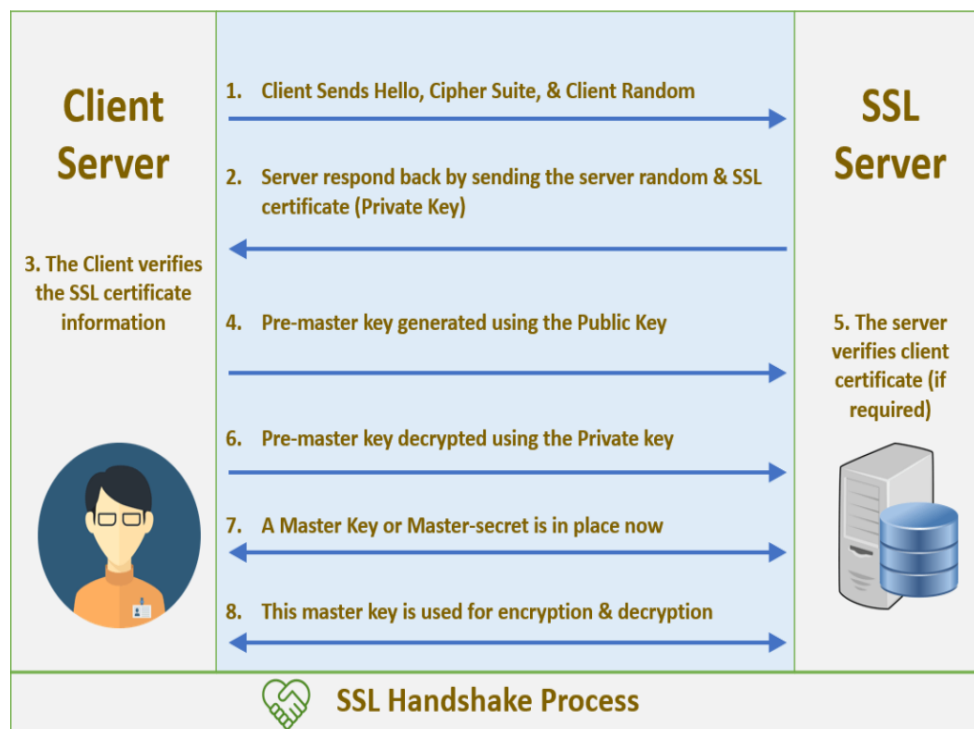 Client
Server
SSL
Server
1. Client Sends Hello, Cipher Suite, & Client Random
2. Server respond back by sending the server random & SSL
certificate (Private Key)
3. The Client verifies
the SSL certificate
information
4. Pre-master key generated using the Public Key
5. The server
verifies client
certificate (if
required)
6. Pre-master key decrypted using the Private key
7. A Master Key or Master-secret is in place now
8. This master key is used for encryption & decryption
SSL Handshake Process